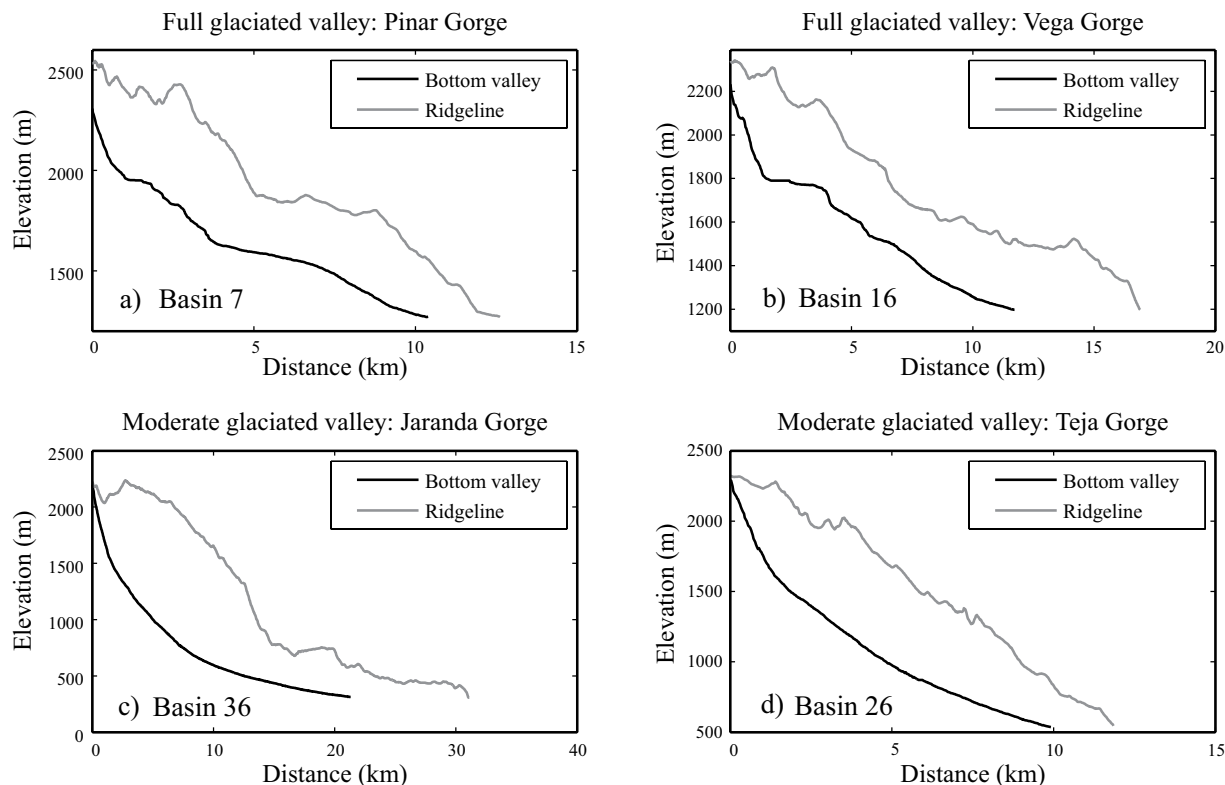 Full glaciated valley: Pinar Gorge
Elevation (m)
2500
2000
1500
Bottom valley
Ridgeline
a) Basin 7
0 5 10 15
Distance (km)
Full glaciated valley: Vega Gorge
Elevation (m)
2200
2000
1800
1600
1400
1200
Bottom valley
Ridgeline
b) Basin 16
0 5 10 15 20
Distance (km)
Moderate glaciated valley: Jaranda Gorge
Elevation (m)
2500
2000
1500
1000
500
0
Bottom valley
Ridgeline
c) Basin 36
0 10 20 30 40
Distance (km)
Moderate glaciated valley: Teja Gorge
Elevation (m)
2500
2000
1500
1000
500
Bottom valley
Ridgeline
d) Basin 26
0 5 10 15
Distance (km)